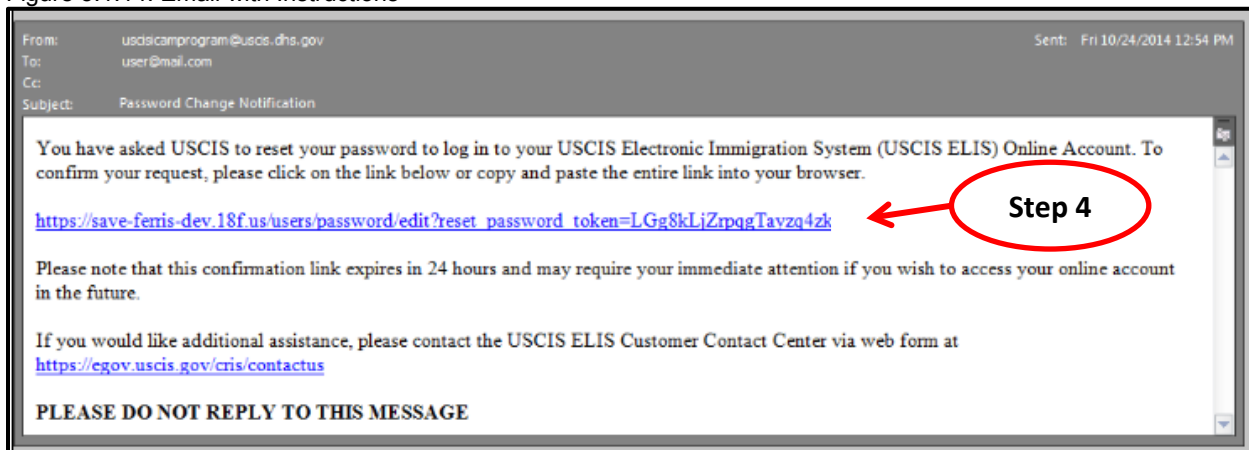 From: uscisicamprogram@uscis.dhs.gov Sent: Fri 10/24/2014 12:54 PM
To: user@mail.com
Cc:
Subject: Password Change Notification
You have asked USCIS to reset your password to log in to your USCIS Electronic Immigration System (USCIS ELIS) Online Account. To
confirm your request, please click on the link below or copy and paste the entire link into your browser.
https://save-ferris-dev.18f.us/users/password/edit?reset_password_token=LGg8kLjZrpqgTayzq4zk
Step 4
Please note that this confirmation link expires in 24 hours and may require your immediate attention if you wish to access your online account
in the future.
If you would like additional assistance, please contact the USCIS ELIS Customer Contact Center via web form at
https://egov.uscis.gov/cris/contactus
PLEASE DO NOT REPLY TO THIS MESSAGE